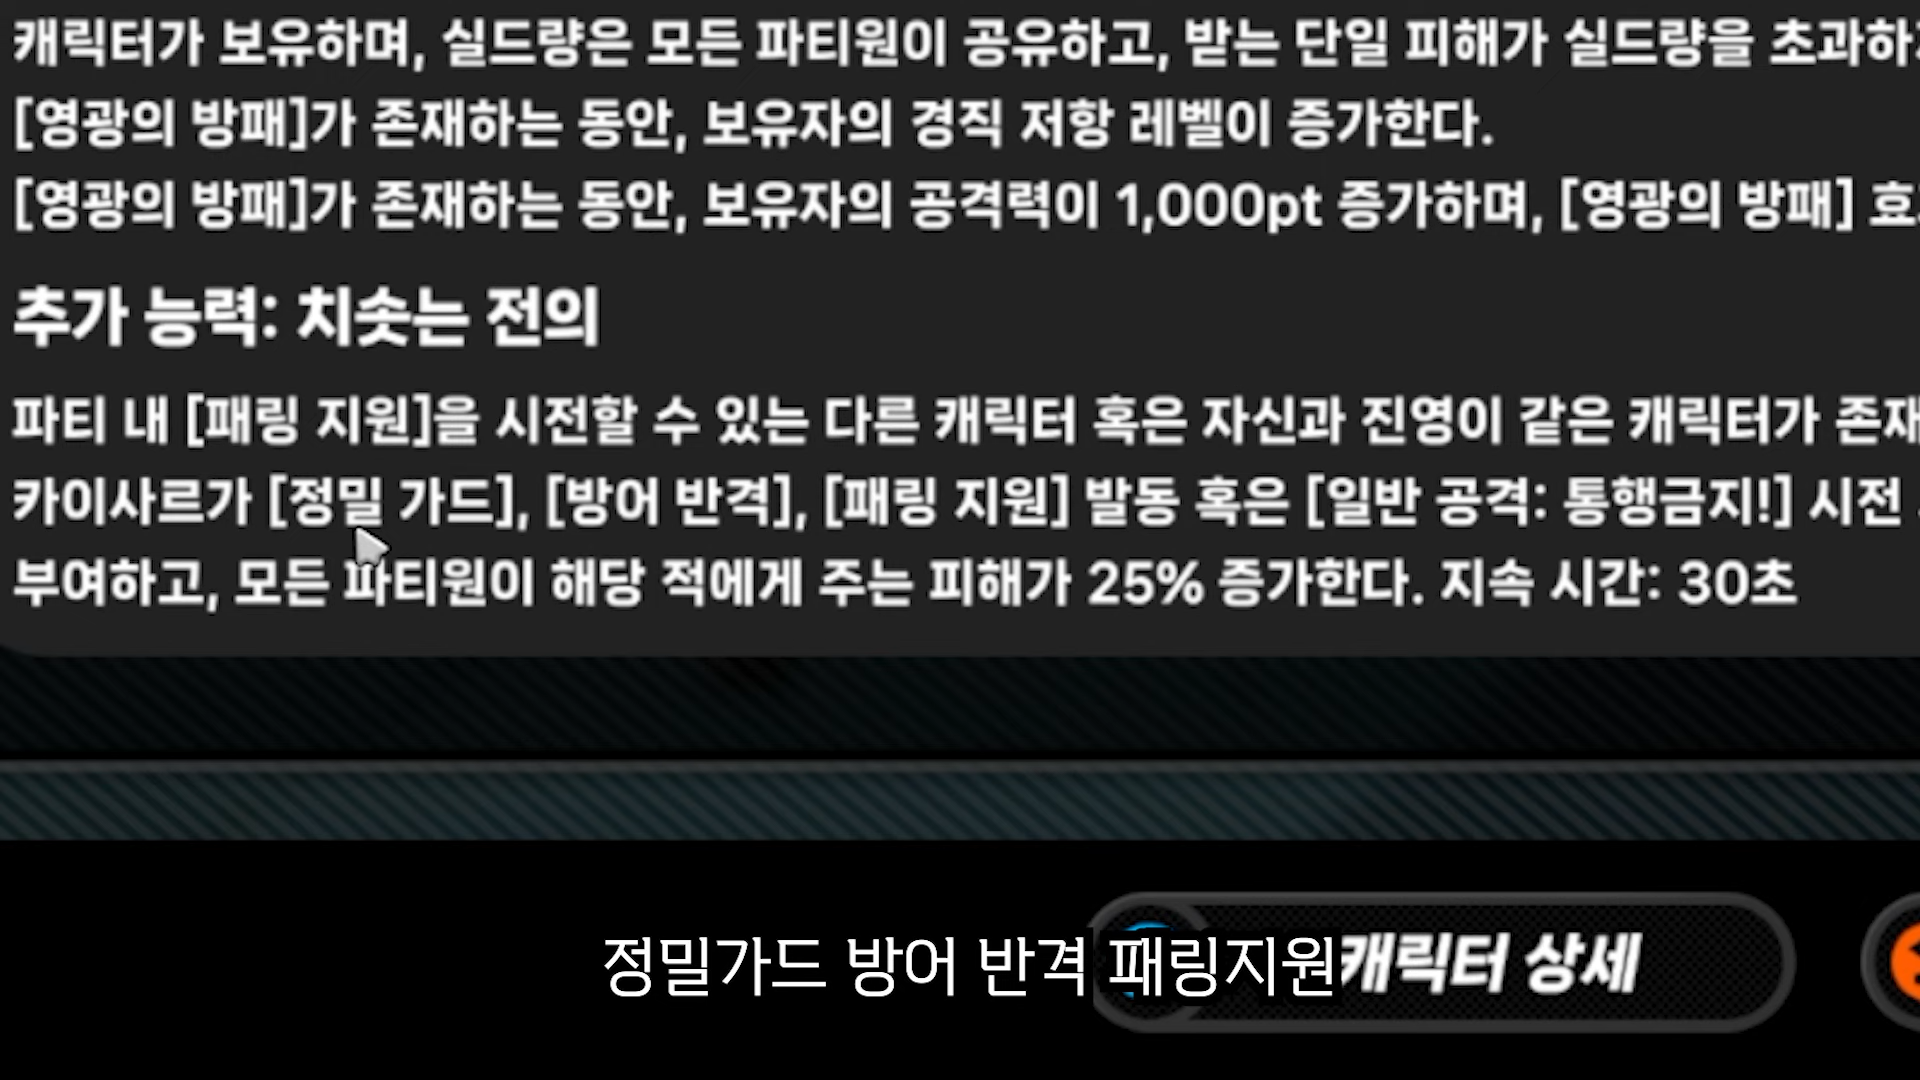 캐릭터가 보유하며, 실드량은 모든 파티원이 공유하고, 받는 단일 피해가 실드량을 초과하
[영광의 방패]가 존재하는 동안, 보유자의 경직 저항 레벨이 증가한다.
[영광의 방패]가 존재하는 동안, 보유자의 공격력이 1,000pt 증가하며, [영광의 방패] 효
추가 능력: 치솟는 전의
파티 내 [패링 지원]을 시전할 수 있는 다른 캐릭터 혹은 자신과 진영이 같은 캐릭터가 존재
카이사르가 [정밀 가드], [방어 반격], [패링 지원] 발동 혹은 [일반 공격: 통행금지!] 시전
부여하고, 모든 파티원이 해당 적에게 주는 피해가 25% 증가한다. 지속 시간: 30초
정밀가드 방어 반격 패링지원
캐릭터 상세